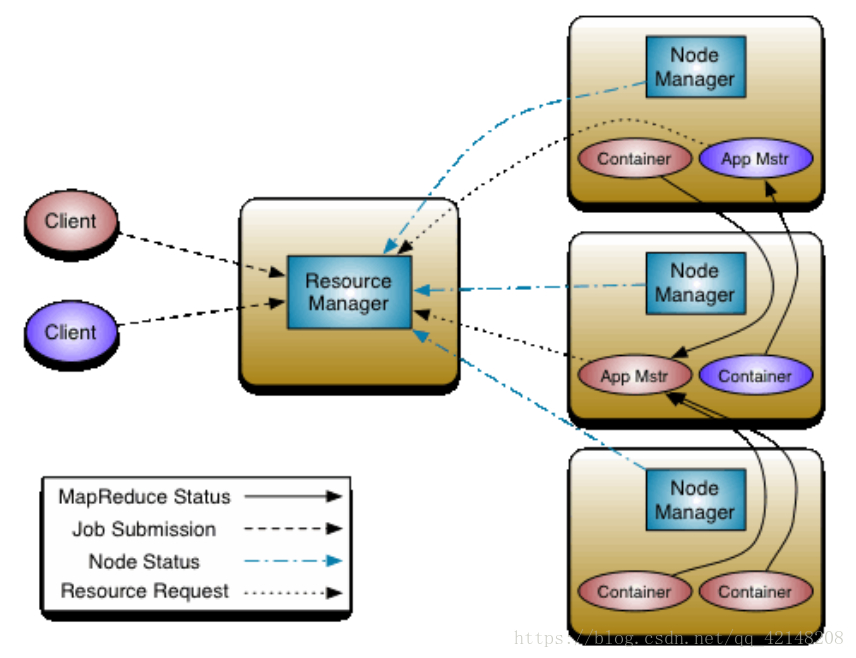 Node
Manager
Container
App Mstr
Client
Resource
Manager
Client
Node
Manager
App Mstr
Container
Node
Manager
Container
Container
MapReduce Status
Job Submission
Node Status
Resource Request
https://blog.csdn.net/qq_42148208